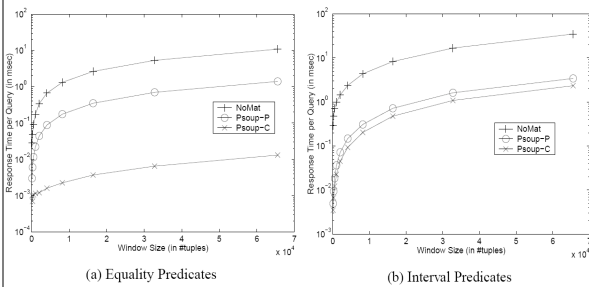 10^2
10^1
10^0
10^-1
10^-2
10^-3
10^-4
Response Time per Query (in msec)
NoMat
Psoup-P
Psoup-C
0 1 2 3 4 5 6 7
x 10^4
Window Size (in #tuples)
(a) Equality Predicates
10^2
10^1
10^0
10^-1
10^-2
10^-3
Response Time per Query (in msec)
NoMat
Psoup-P
Psoup-C
0 1 2 3 4 5 6 7
x 10^4
Window Size (in #tuples)
(b) Interval Predicates